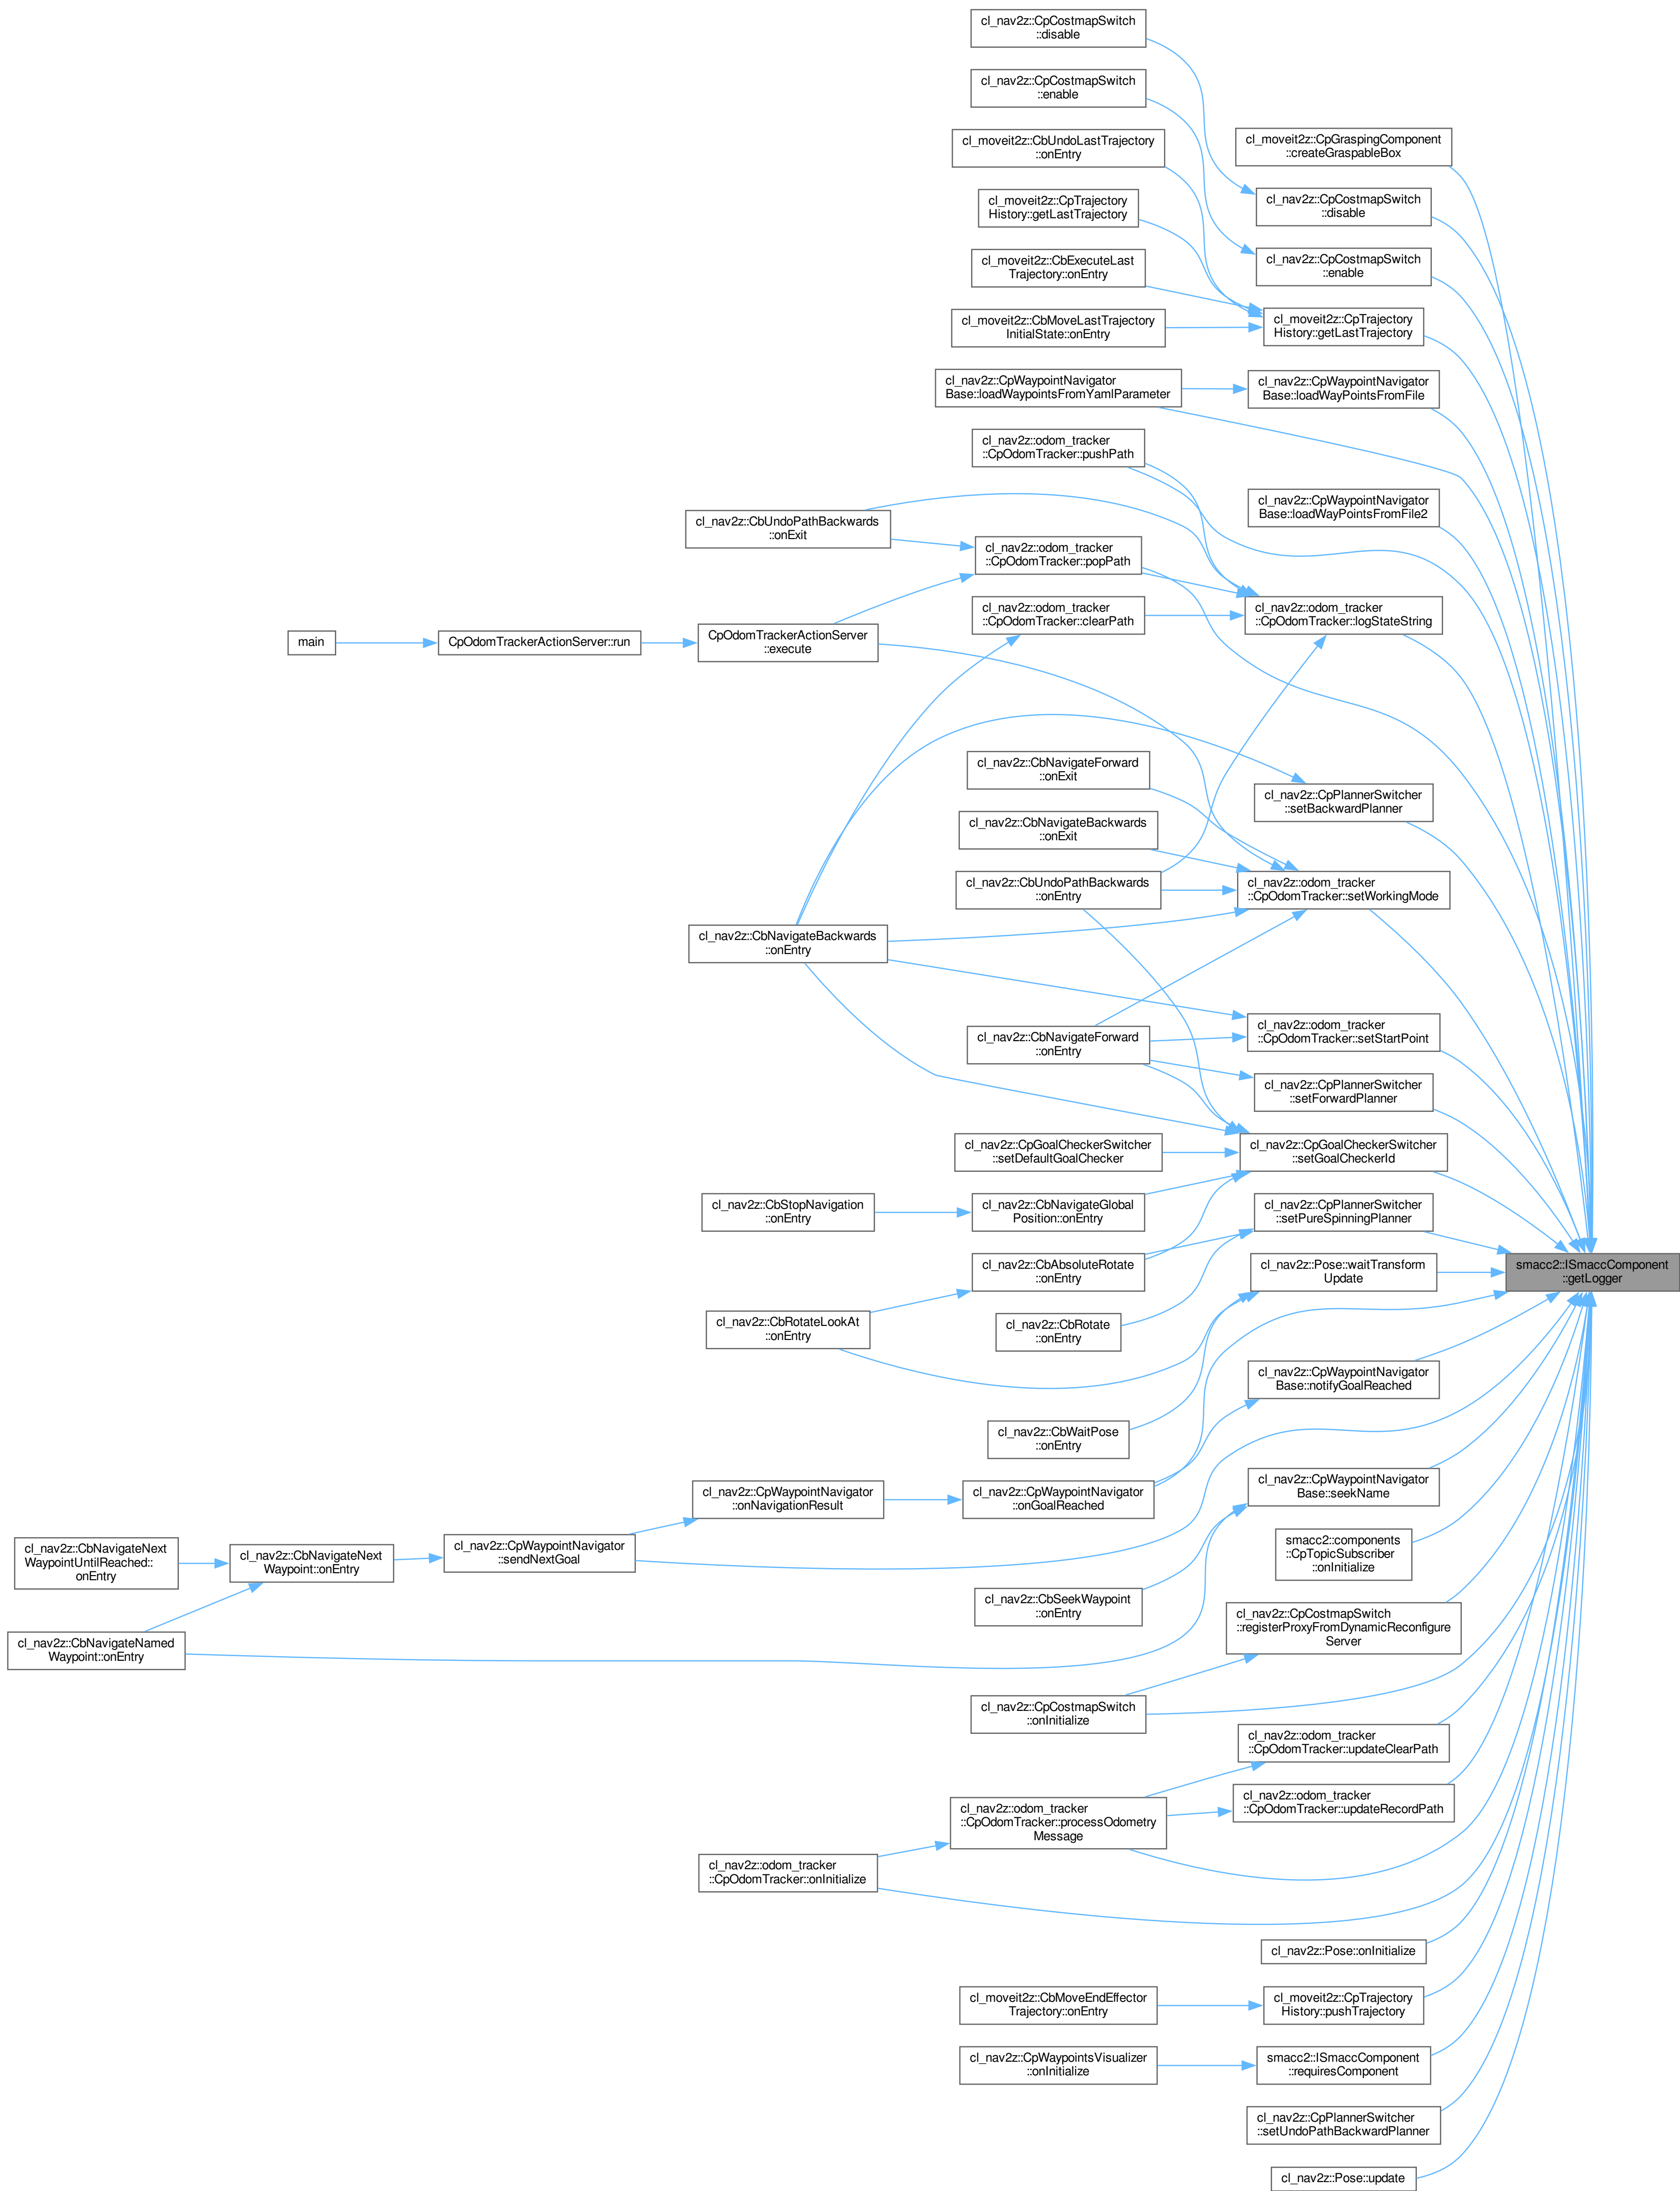 cl_nav2z::CpCostmapSwitch
::disable
cl_nav2z::CpCostmapSwitch
::enable
cl_moveit2z::CbUndoLastTrajectory
::onEntry
cl_moveit2z::CpGraspingComponent
::createGraspableBox
cl_moveit2z::CpTrajectory
History::getLastTrajectory
cl_nav2z::CpCostmapSwitch
::disable
cl_moveit2z::CbExecuteLast
Trajectory::onEntry
cl_nav2z::CpCostmapSwitch
::enable
cl_moveit2z::CbMoveLastTrajectory
InitialState::onEntry
cl_moveit2z::CpTrajectory
History::getLastTrajectory
cl_nav2z::CpWaypointNavigator
Base::loadWaypointsFromYamlParameter
cl_nav2z::CpWaypointNavigator
Base::loadWayPointsFromFile
cl_nav2z::odom_tracker
::CpOdomTracker::pushPath
cl_nav2z::CpWaypointNavigator
Base::loadWayPointsFromFile2
cl_nav2z::CbUndoPathBackwards
::onExit
cl_nav2z::odom_tracker
::CpOdomTracker::popPath
cl_nav2z::odom_tracker
::CpOdomTracker::clearPath
cl_nav2z::odom_tracker
::CpOdomTracker::logStateString
main
CpOdomTrackerActionServer::run
CpOdomTrackerActionServer
::execute
cl_nav2z::CbNavigateForward
::onExit
cl_nav2z::CpPlannerSwitcher
::setBackwardPlanner
cl_nav2z::CbNavigateBackwards
::onExit
cl_nav2z::CbUndoPathBackwards
::onEntry
cl_nav2z::odom_tracker
::CpOdomTracker::setWorkingMode
cl_nav2z::CbNavigateBackwards
::onEntry
cl_nav2z::CbNavigateForward
::onEntry
cl_nav2z::odom_tracker
::CpOdomTracker::setStartPoint
cl_nav2z::CpPlannerSwitcher
::setForwardPlanner
cl_nav2z::CpGoalCheckerSwitcher
::setDefaultGoalChecker
cl_nav2z::CpGoalCheckerSwitcher
::setGoalCheckerId
cl_nav2z::CbStopNavigation
::onEntry
cl_nav2z::CbNavigateGlobal
Position::onEntry
cl_nav2z::CpPlannerSwitcher
::setPureSpinningPlanner
cl_nav2z::CbAbsoluteRotate
::onEntry
cl_nav2z::Pose::waitTransform
Update
smacc2::ISmaccComponent
::getLogger
cl_nav2z::CbRotateLookAt
::onEntry
cl_nav2z::CbRotate
::onEntry
cl_nav2z::CpWaypointNavigator
Base::notifyGoalReached
cl_nav2z::CbWaitPose
::onEntry
cl_nav2z::CpWaypointNavigator
::onNavigationResult
cl_nav2z::CpWaypointNavigator
::onGoalReached
cl_nav2z::CpWaypointNavigator
Base::seekName
cl_nav2z::CbNavigateNext
WaypointUntilReached::
onEntry
cl_nav2z::CbNavigateNext
Waypoint::onEntry
cl_nav2z::CpWaypointNavigator
::sendNextGoal
smacc2::components
::CpTopicSubscriber
::onInitialize
cl_nav2z::CbSeekWaypoint
::onEntry
cl_nav2z::CbNavigateNamed
Waypoint::onEntry
cl_nav2z::CpCostmapSwitch
::registerProxyFromDynamicReconfigure
Server
cl_nav2z::CpCostmapSwitch
::onInitialize
cl_nav2z::odom_tracker
::CpOdomTracker::updateClearPath
cl_nav2z::odom_tracker
::CpOdomTracker::updateRecordPath
cl_nav2z::odom_tracker
::CpOdomTracker::processOdometry
Message
cl_nav2z::odom_tracker
::CpOdomTracker::onInitialize
cl_nav2z::Pose::onInitialize
cl_moveit2z::CbMoveEndEffector
Trajectory::onEntry
cl_moveit2z::CpTrajectory
History::pushTrajectory
cl_nav2z::CpWaypointsVisualizer
::onInitialize
smacc2::ISmaccComponent
::requiresComponent
cl_nav2z::CpPlannerSwitcher
::setUndoPathBackwardPlanner
cl_nav2z::Pose::update